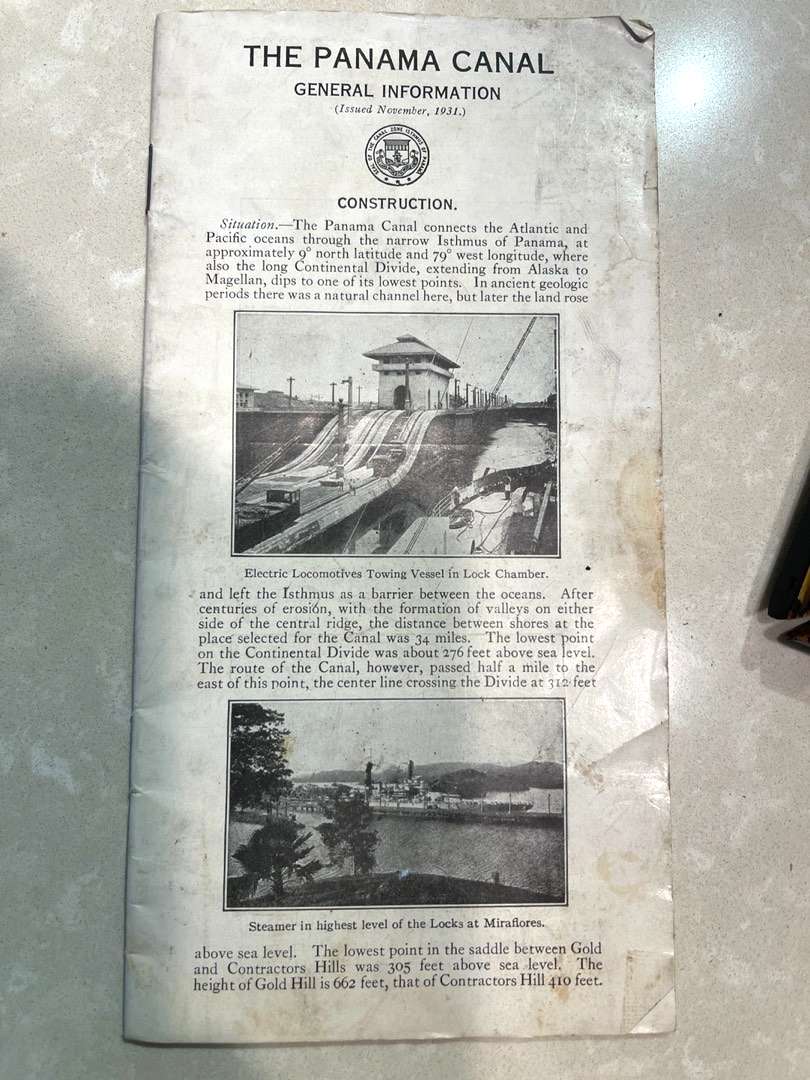 THE PANAMA CANAL
GENERAL INFORMATION
(Issued November, 1931.)
SEAL OF THE CANAL ZONE ISTHMUS OF PANAMA
CONSTRUCTION.
Situation.—The Panama Canal connects the Atlantic and
Pacific oceans through the narrow Isthmus of Panama, at
approximately 9° north latitude and 79° west longitude, where
also the long Continental Divide, extending from Alaska to
Magellan, dips to one of its lowest points. In ancient geologic
periods there was a natural channel here, but later the land rose
Electric Locomotives Towing Vessel in Lock Chamber.
and left the Isthmus as a barrier between the oceans. After
centuries of erosion, with the formation of valleys on either
side of the central ridge, the distance between shores at the
place selected for the Canal was 34 miles. The lowest point
on the Continental Divide was about 276 feet above sea level.
The route of the Canal, however, passed half a mile to the
east of this point, the center line crossing the Divide at 312 feet
Steamer in highest level of the Locks at Miraflores.
above sea level. The lowest point in the saddle between Gold
and Contractors Hills was 305 feet above sea level. The
height of Gold Hill is 662 feet, that of Contractors Hill 410 feet.